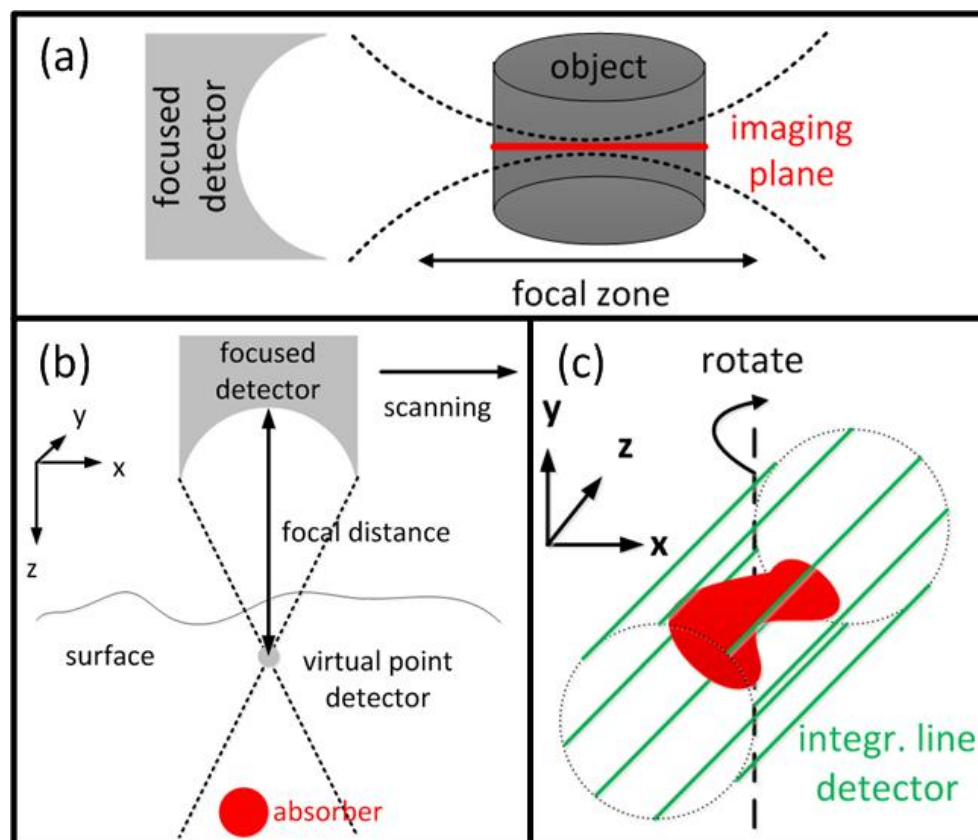 (a)
focused
detector
object
imaging
plane
focal zone
(b)
focused
detector
scanning
y
x
z
focal distance
surface
virtual point
detector
absorber
(c)
rotate
y
z
x
integr. line
detector